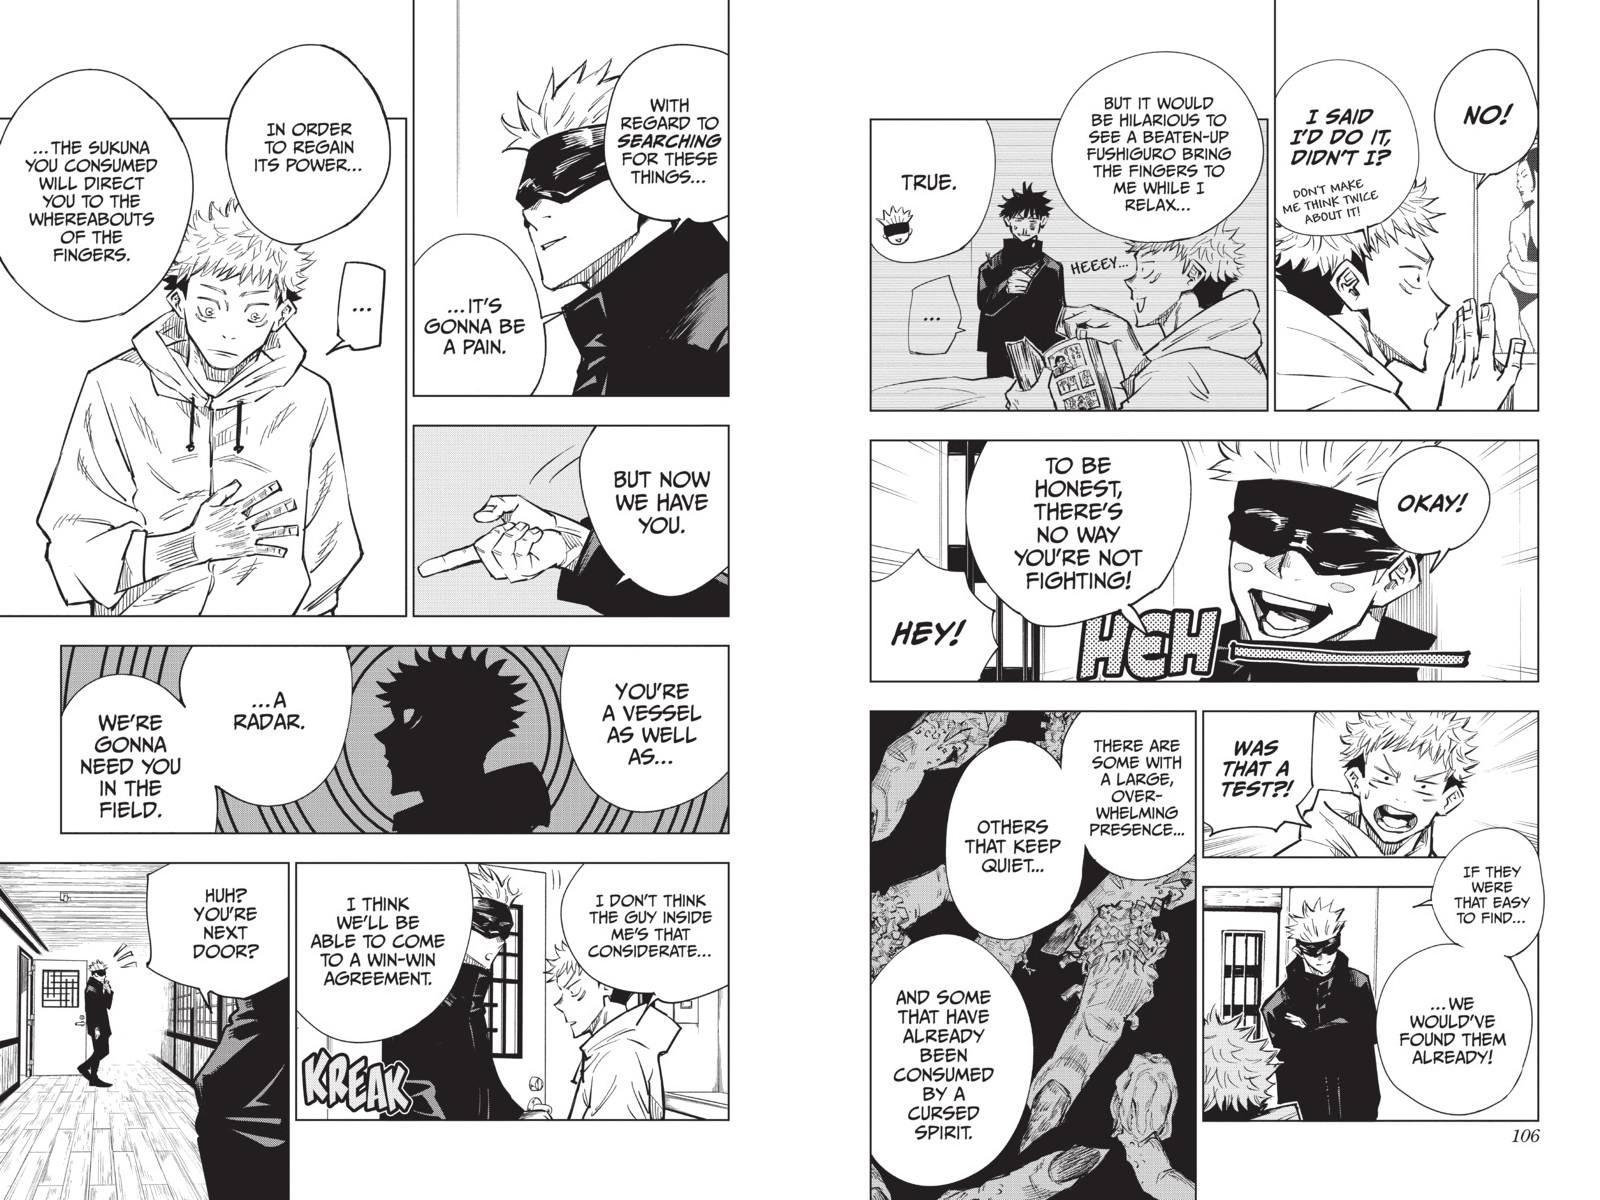 NO!
I SAID
I'D DO IT,
DIDN'T I?
DON'T MAKE
ME THINK TWICE
ABOUT IT!
BUT IT WOULD
BE HILARIOUS TO
SEE A BEATEN-UP
FUSHIGURO BRING
THE FINGERS TO
ME WHILE I
RELAX...
HEEEY...
...
TRUE.
OKAY!
TO BE
HONEST,
THERE'S
NO WAY
YOU'RE NOT
FIGHTING!
HEH
HEY!
WAS
THAT A
TEST?!
IF THEY
WERE
THAT EASY
TO FIND...
...WE
WOULD'VE
FOUND THEM
ALREADY!
THERE ARE
SOME WITH
A LARGE,
OVER-
WHELMING
PRESENCE...
OTHERS
THAT KEEP
QUIET...
AND SOME
THAT HAVE
ALREADY
BEEN
CONSUMED
BY A
CURSED
SPIRIT.
106
WITH
REGARD TO
SEARCHING
FOR THESE
THINGS...
...IT'S
GONNA BE
A PAIN.
BUT NOW
WE HAVE
YOU.
IN ORDER
TO REGAIN
ITS POWER...
...THE SUKUNA
YOU CONSUMED
WILL DIRECT
YOU TO THE
WHEREABOUTS
OF THE
FINGERS.
...
YOU'RE
A VESSEL
AS WELL
AS...
...A
RADAR.
WE'RE
GONNA
NEED YOU
IN THE
FIELD.
I DON'T THINK
THE GUY INSIDE
ME'S THAT
CONSIDERATE...
I THINK
WE'LL BE
ABLE TO COME
TO A WIN-WIN
AGREEMENT.
KREAK
HUH?
YOU'RE
NEXT
DOOR?